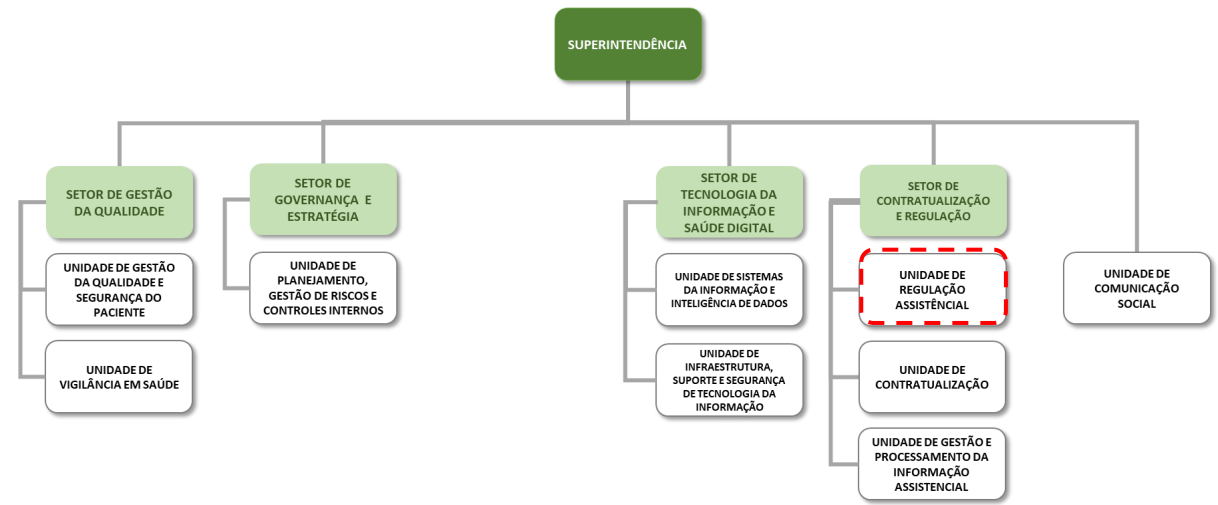 SUPERINTENDÊNCIA
SETOR DE GESTÃO
DA QUALIDADE
UNIDADE DE GESTÃO
DA QUALIDADE E
SEGURANÇA DO
PACIENTE
UNIDADE DE
VIGILÂNCIA EM SAÚDE
SETOR DE
GOVERNANÇA E
ESTRATÉGIA
UNIDADE DE
PLANEJAMENTO,
GESTÃO DE RISCOS E
CONTROLES INTERNOS
SETOR DE
TECNOLOGIA DA
INFORMAÇÃO E
SAÚDE DIGITAL
UNIDADE DE SISTEMAS
DA INFORMAÇÃO E
INTELIGÊNCIA DE DADOS
UNIDADE DE
INFRAESTRUTURA,
SUPORTE E SEGURANÇA
DE TECNOLOGIA DA
INFORMAÇÃO
SETOR DE
CONTRATUALIZAÇÃO
E REGULAÇÃO
UNIDADE DE
REGULAÇÃO
ASSISTÊNCIAL
UNIDADE DE
CONTRATUALIZAÇÃO
UNIDADE DE GESTÃO E
PROCESSAMENTO DA
INFORMAÇÃO
ASSISTENCIAL
UNIDADE DE
COMUNICAÇÃO
SOCIAL